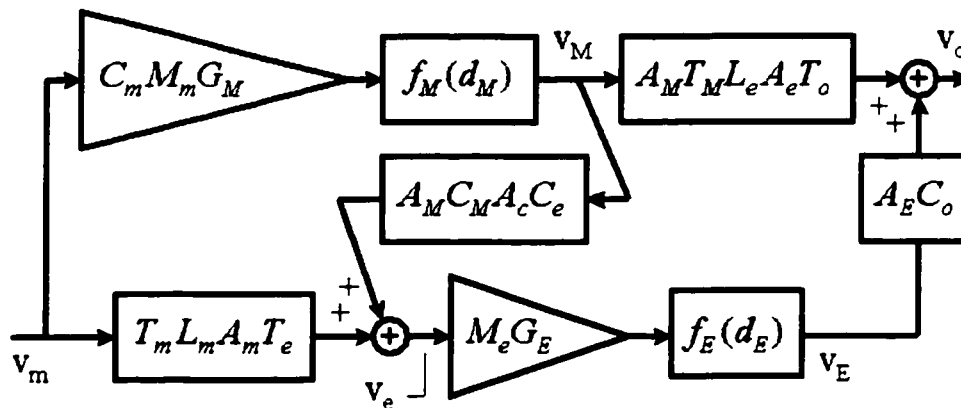 C_m M_m G_M
f_M(d_M)
v_M
A_M T_M L_e A_e T_o
+
+
+
A_M C_M A_c C_e
A_E C_o
+
+
v_m
T_m L_m A_m T_e
+
v_e
M_e G_E
f_E(d_E)
v_E